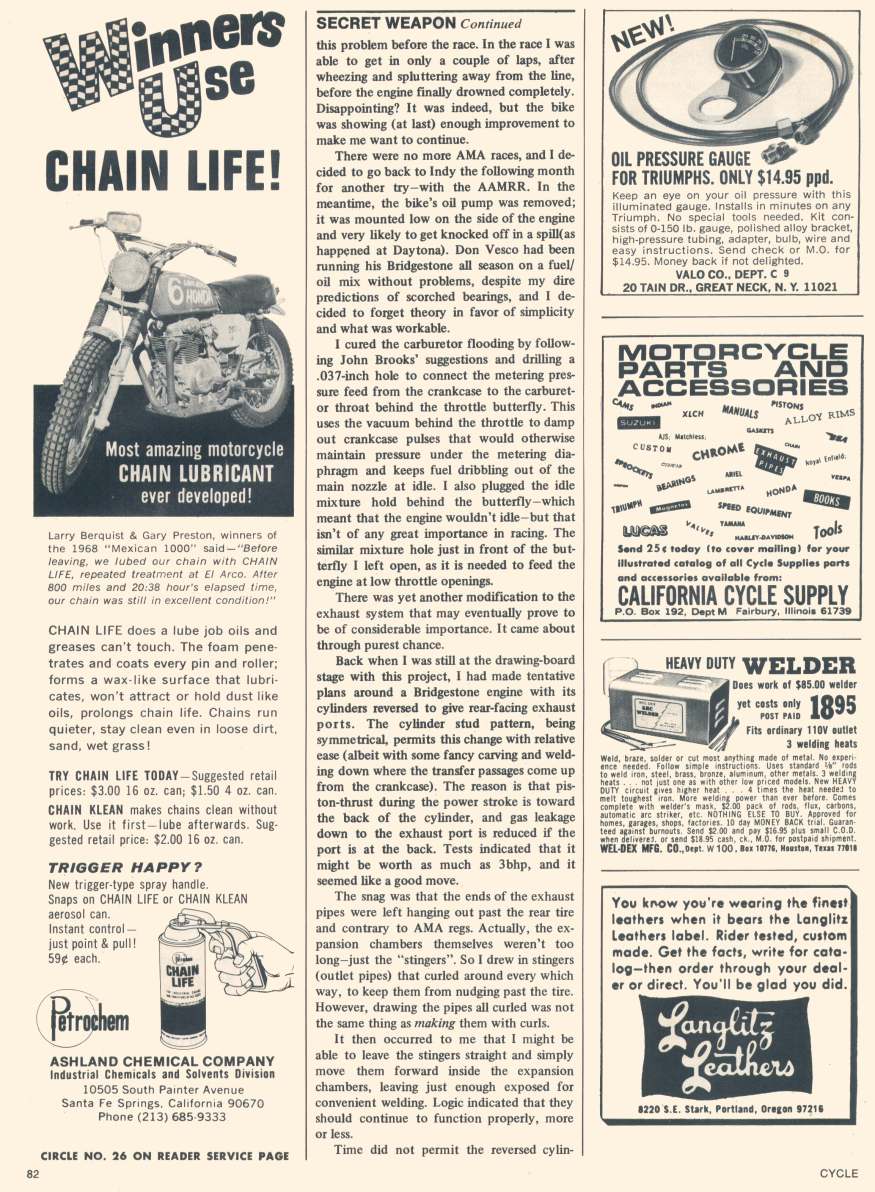 Winners
Use
CHAIN LIFE!
6
HONDA
Most amazing motorcycle
CHAIN LUBRICANT
ever developed!
Larry Berquist & Gary Preston, winners of
the 1968 "Mexican 1000" said—"Before
leaving, we lubed our chain with CHAIN
LIFE, repeated treatment at El Arco. After
800 miles and 20:38 hour's elapsed time,
our chain was still in excellent condition!"
CHAIN LIFE does a lube job oils and
greases can't touch. The foam pene-
trates and coats every pin and roller;
forms a wax-like surface that lubri-
cates, won't attract or hold dust like
oils, prolongs chain life. Chains run
quieter, stay clean even in loose dirt,
sand, wet grass!
TRY CHAIN LIFE TODAY—Suggested retail
prices: $3.00 16 oz. can; $1.50 4 oz. can.
CHAIN KLEAN makes chains clean without
work. Use it first—lube afterwards. Sug-
gested retail price: $2.00 16 oz. can.
TRIGGER HAPPY?
New trigger-type spray handle.
Snaps on CHAIN LIFE or CHAIN KLEAN
aerosol can.
Instant control—
just point & pull!
59¢ each.
CHAIN
LIFE
Petrochem
ASHLAND CHEMICAL COMPANY
Industrial Chemicals and Solvents Division
10505 South Painter Avenue
Santa Fe Springs, California 90670
Phone (213) 685-9333
CIRCLE NO. 26 ON READER SERVICE PAGE
82
SECRET WEAPON Continued
this problem before the race. In the race I was
able to get in only a couple of laps, after
wheezing and spluttering away from the line,
before the engine finally drowned completely.
Disappointing? It was indeed, but the bike
was showing (at last) enough improvement to
make me want to continue.
There were no more AMA races, and I de-
cided to go back to Indy the following month
for another try—with the AAMRR. In the
meantime, the bike's oil pump was removed;
it was mounted low on the side of the engine
and very likely to get knocked off in a spill(as
happened at Daytona). Don Vesco had been
running his Bridgestone all season on a fuel/
oil mix without problems, despite my dire
predictions of scorched bearings, and I de-
cided to forget theory in favor of simplicity
and what was workable.
I cured the carburetor flooding by follow-
ing John Brooks' suggestions and drilling a
.037-inch hole to connect the metering pres-
sure feed from the crankcase to the carburet-
or throat behind the throttle butterfly. This
uses the vacuum behind the throttle to damp
out crankcase pulses that would otherwise
maintain pressure under the metering dia-
phragm and keeps fuel dribbling out of the
main nozzle at idle. I also plugged the idle
mixture hold behind the butterfly—which
meant that the engine wouldn't idle—but that
isn't of any great importance in racing. The
similar mixture hole just in front of the but-
terfly I left open, as it is needed to feed the
engine at low throttle openings.
There was yet another modification to the
exhaust system that may eventually prove to
be of considerable importance. It came about
through purest chance.
Back when I was still at the drawing-board
stage with this project, I had made tentative
plans around a Bridgestone engine with its
cylinders reversed to give rear-facing exhaust
ports. The cylinder stud pattern, being
symmetrical, permits this change with relative
ease (albeit with some fancy carving and weld-
ing down where the transfer passages come up
from the crankcase). The reason is that pis-
ton-thrust during the power stroke is toward
the back of the cylinder, and gas leakage
down to the exhaust port is reduced if the
port is at the back. Tests indicated that it
might be worth as much as 3bhp, and it
seemed like a good move.
The snag was that the ends of the exhaust
pipes were left hanging out past the rear tire
and contrary to AMA regs. Actually, the ex-
pansion chambers themselves weren't too
long—just the "stingers". So I drew in stingers
(outlet pipes) that curled around every which
way, to keep them from nudging past the tire.
However, drawing the pipes all curled was not
the same thing as making them with curls.
It then occurred to me that I might be
able to leave the stingers straight and simply
move them forward inside the expansion
chambers, leaving just enough exposed for
convenient welding. Logic indicated that they
should continue to function properly, more
or less.
Time did not permit the reversed cylin-
NEW!
OIL PRESSURE GAUGE
FOR TRIUMPHS. ONLY $14.95 ppd.
Keep an eye on your oil pressure with this
illuminated gauge. Installs in minutes on any
Triumph. No special tools needed. Kit con-
sists of 0-150 lb. gauge, polished alloy bracket,
high-pressure tubing, adapter, bulb, wire and
easy instructions. Send check or M.O. for
$14.95. Money back if not delighted.
VALO CO., DEPT. C 9
20 TAIN DR., GREAT NECK, N. Y. 11021
MOTORCYCLE
PARTS AND
ACCESSORIES
CAMS INDIAN XLCH MANUALS PISTONS
SUZUKI ALLOY RIMS
AJS; Matchless; GASKETS BSA
CUSTOM CHROME EXHAUST PIPES CHAIN
SPROCKETS Royal Enfield;
BEARINGS ARIEL VESPA
LAMBRETTA HONDA BOOKS
TRIUMPH Magnetos SPEED EQUIPMENT
LUCAS VALVES YAMAHA Tools
HARLEY-DAVIDSON
Send 25¢ today (to cover mailing) for your
illustrated catalog of all Cycle Supplies parts
and accessories available from:
CALIFORNIA CYCLE SUPPLY
P.O. Box 192, Dept M Fairbury, Illinois 61739
HEAVY DUTY WELDER
Does work of $85.00 welder
yet costs only 1895
POST PAID
Fits ordinary 110V outlet
3 welding heats
ARC
WELDER
Weld, braze, solder or cut most anything made of metal. No experi-
ence needed. Follow simple instructions. Uses standard ⅛" rods
to weld iron, steel, brass, bronze, aluminum, other metals. 3 welding
heats . . . not just one as with other low priced models. New HEAVY
DUTY circuit gives higher heat . . . 4 times the heat needed to
melt toughest iron. More welding power than ever before. Comes
complete with welder's mask, $2.00 pack of rods, flux, carbons,
automatic arc striker, etc. NOTHING ELSE TO BUY. Approved for
homes, garages, shops, factories. 10 day MONEY BACK trial. Guaran-
teed against burnouts. Send $2.00 and pay $16.95 plus small C.O.D.
when delivered, or send $18.95 cash, ck., M.O. for postpaid shipment.
WEL-DEX MFG. CO., Dept. W 100, Box 10776, Houston, Texas 77018
You know you're wearing the finest
leathers when it bears the Langlitz
Leathers label. Rider tested, custom
made. Get the facts, write for cata-
log—then order through your deal-
er or direct. You'll be glad you did.
Langlitz
Leathers
8220 S.E. Stark, Portland, Oregon 97216
CYCLE